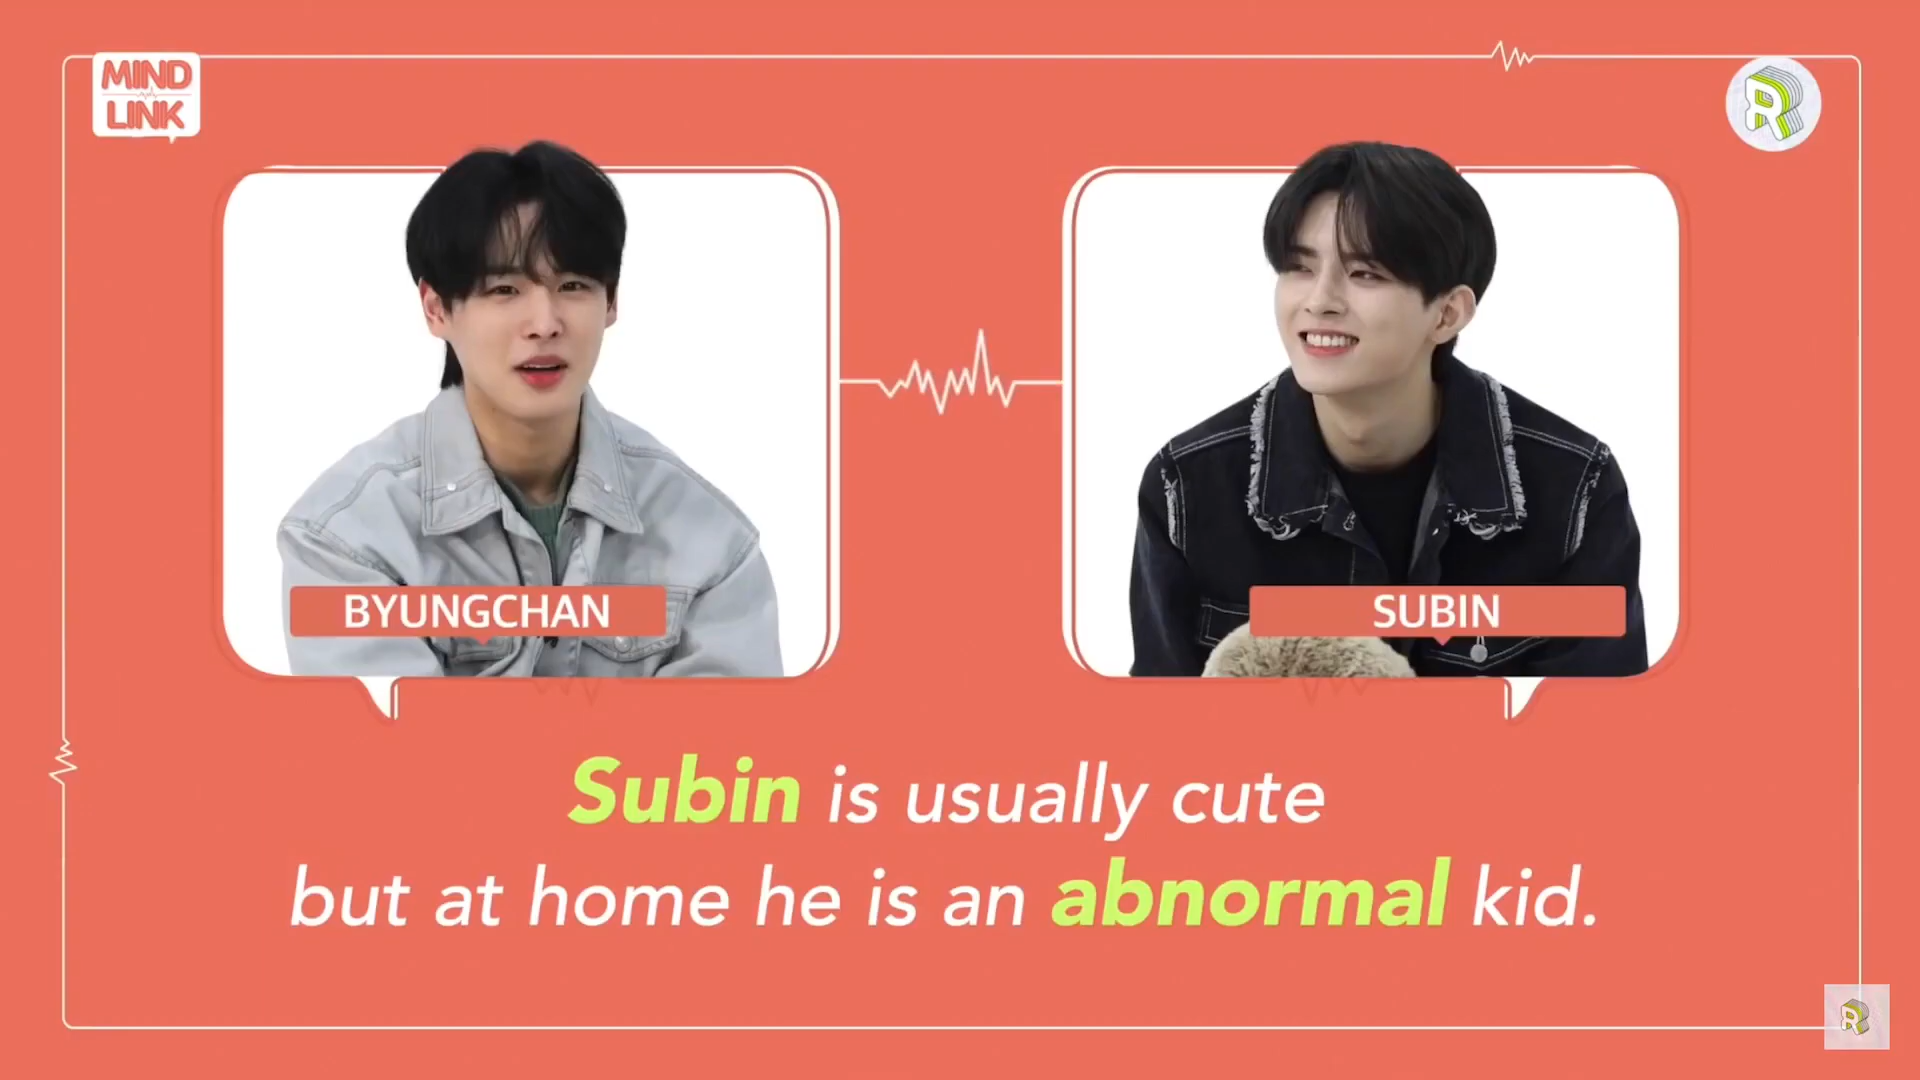 MIND
LINK
R
BYUNGCHAN
SUBIN
Subin is usually cute
but at home he is an abnormal kid.
R